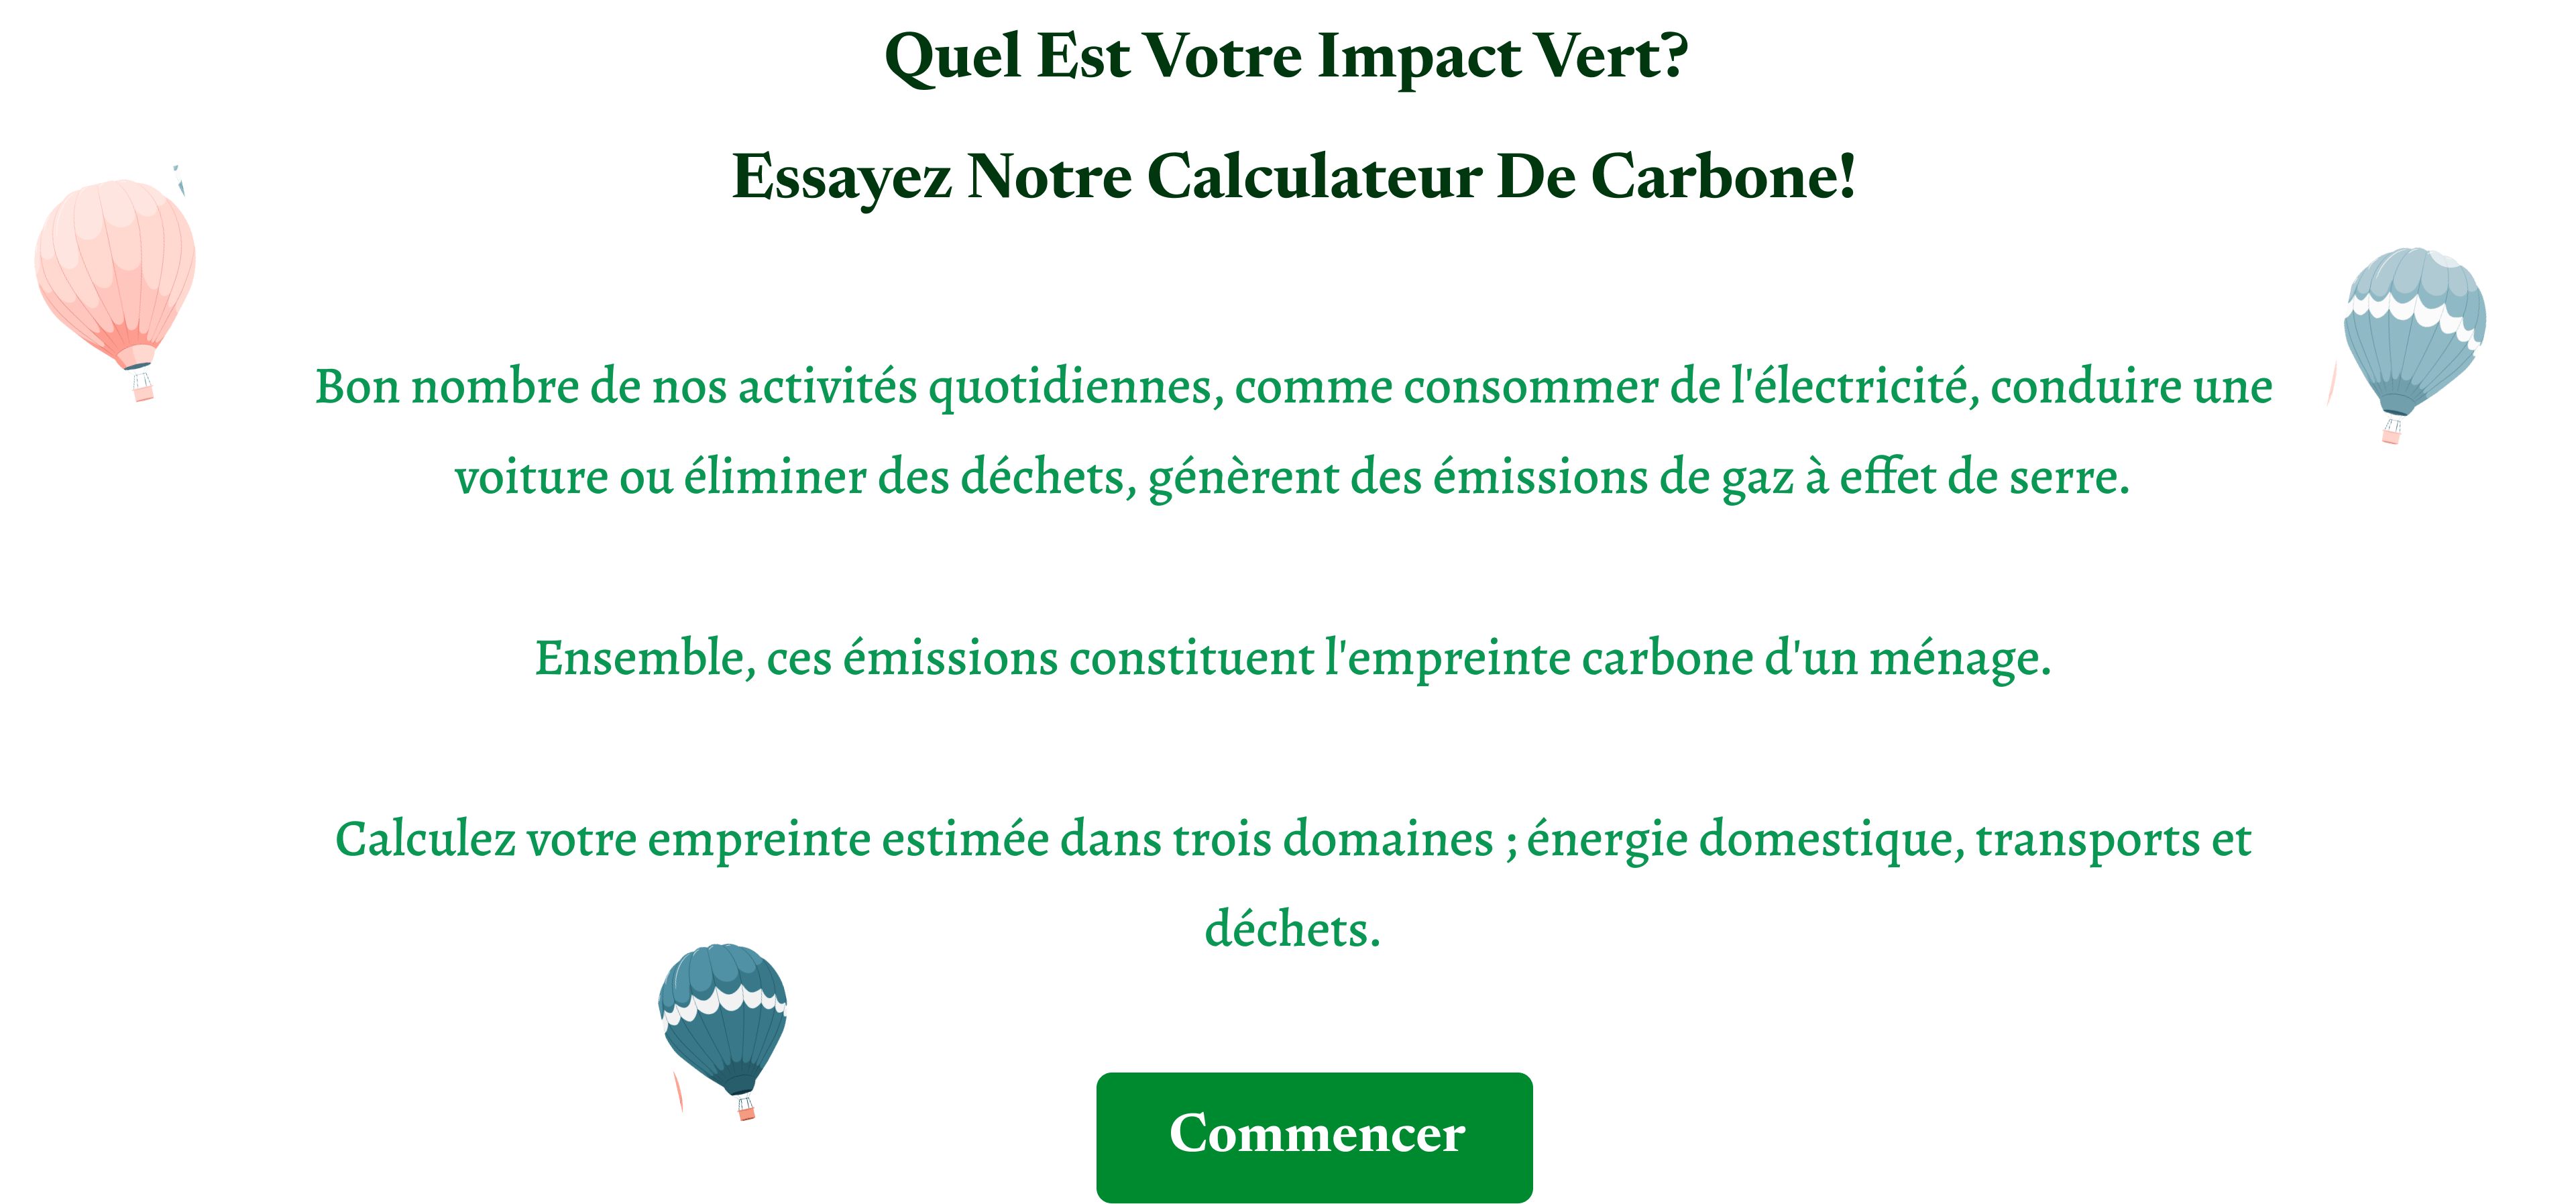 Quel Est Votre Impact Vert?
Essayez Notre Calculateur De Carbone!
Bon nombre de nos activités quotidiennes, comme consommer de l'électricité, conduire une
voiture ou éliminer des déchets, génèrent des émissions de gaz à effet de serre.
Ensemble, ces émissions constituent l'empreinte carbone d'un ménage.
Calculez votre empreinte estimée dans trois domaines ; énergie domestique, transports et
déchets.
Commencer